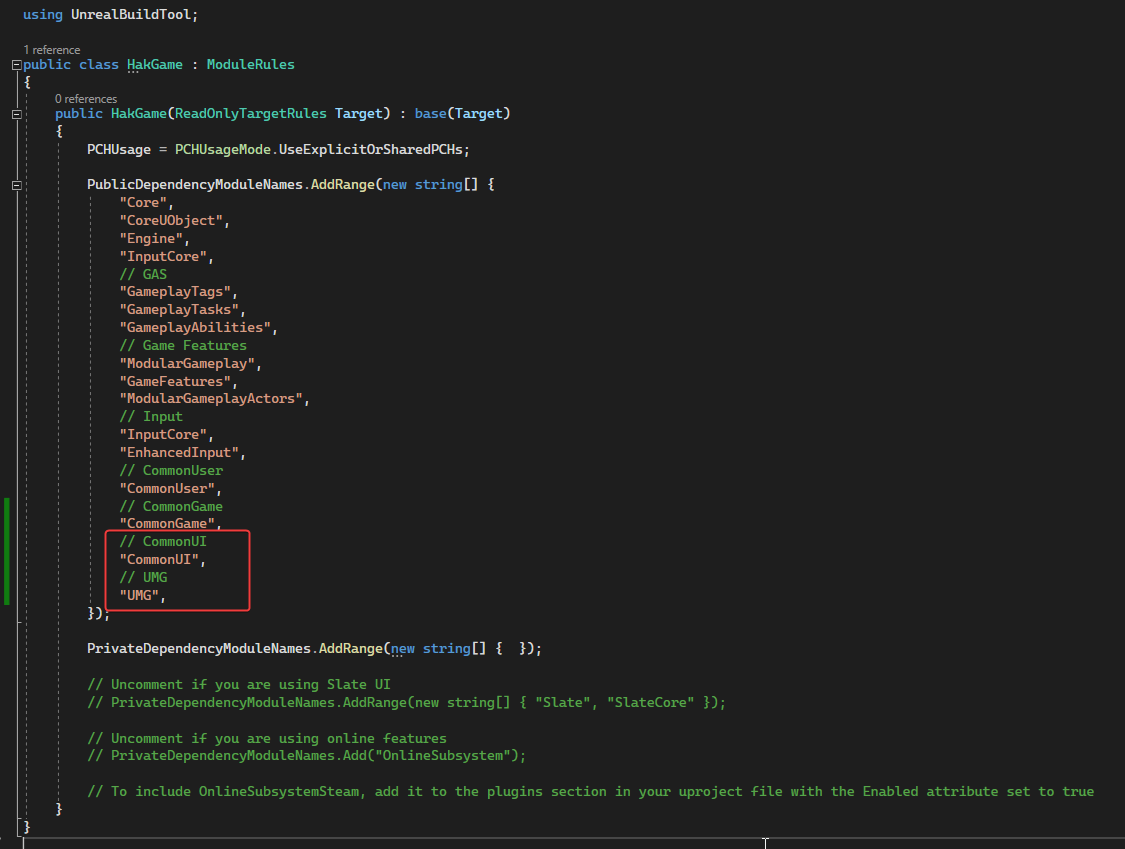 using UnrealBuildTool;
1 reference
public class HakGame : ModuleRules
{
0 references
public HakGame(ReadOnlyTargetRules Target) : base(Target)
{
PCHUsage = PCHUsageMode.UseExplicitOrSharedPCHs;
PublicDependencyModuleNames.AddRange(new string[] {
"Core",
"CoreUObject",
"Engine",
"InputCore",
// GAS
"GameplayTags",
"GameplayTasks",
"GameplayAbilities",
// Game Features
"ModularGameplay",
"GameFeatures",
"ModularGameplayActors",
// Input
"InputCore",
"EnhancedInput",
// CommonUser
"CommonUser",
// CommonGame
"CommonGame",
// CommonUI
"CommonUI",
// UMG
"UMG",
});
PrivateDependencyModuleNames.AddRange(new string[] {  });
// Uncomment if you are using Slate UI
// PrivateDependencyModuleNames.AddRange(new string[] { "Slate", "SlateCore" });
// Uncomment if you are using online features
// PrivateDependencyModuleNames.Add("OnlineSubsystem");
// To include OnlineSubsystemSteam, add it to the plugins section in your uproject file with the Enabled attribute set to true
}
}